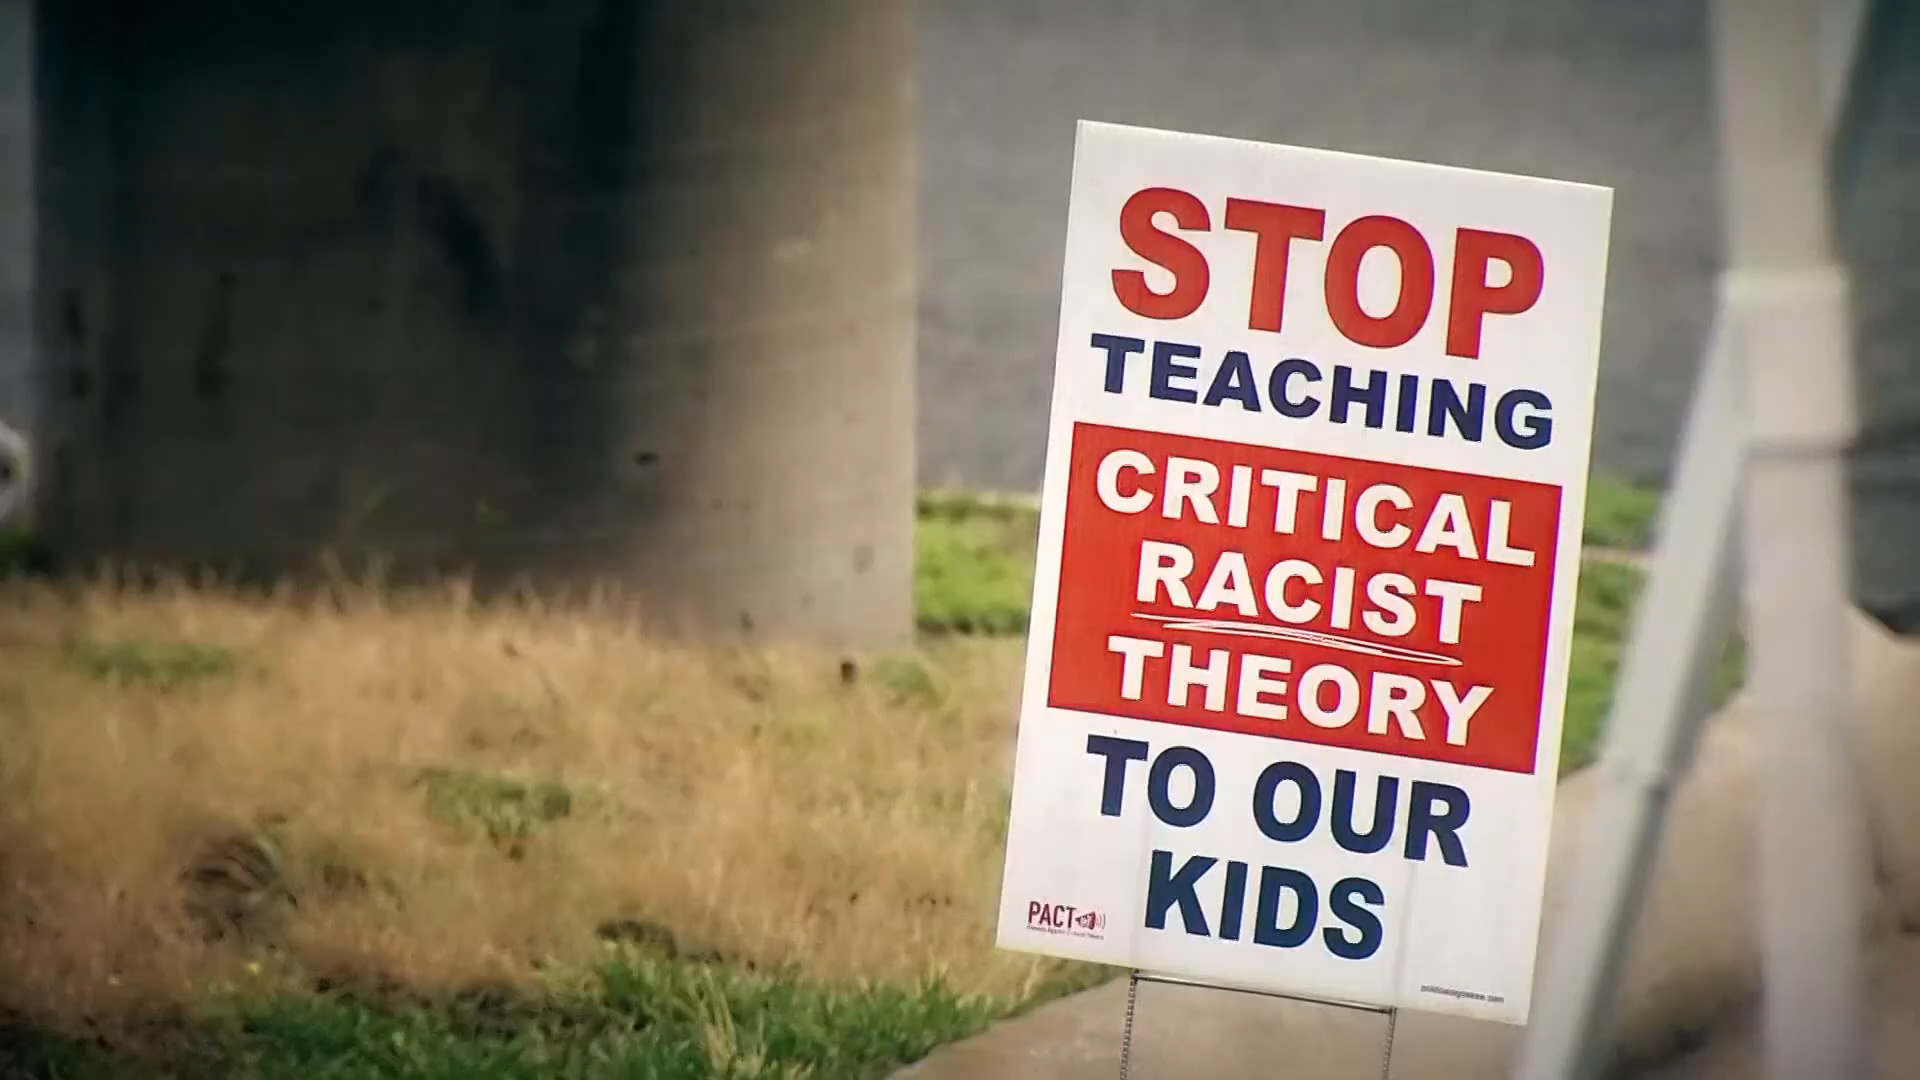 STOP
TEACHING
CRITICAL
RACIST
THEORY
TO OUR
KIDS
PACT